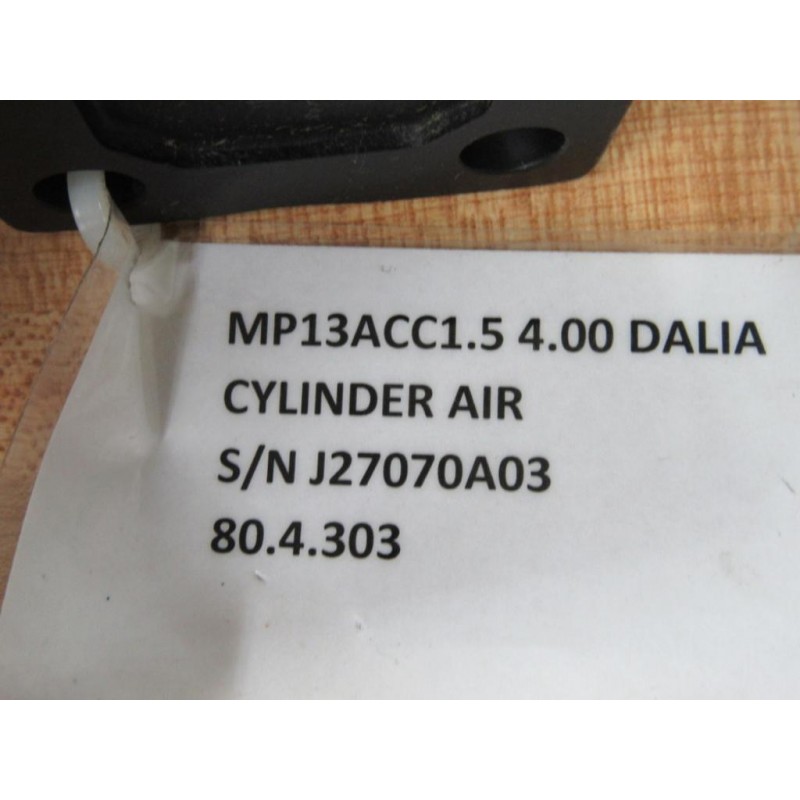 MP13ACC1.5 4.00 DALIA
CYLINDER AIR
S/N J27070A03
80.4.303